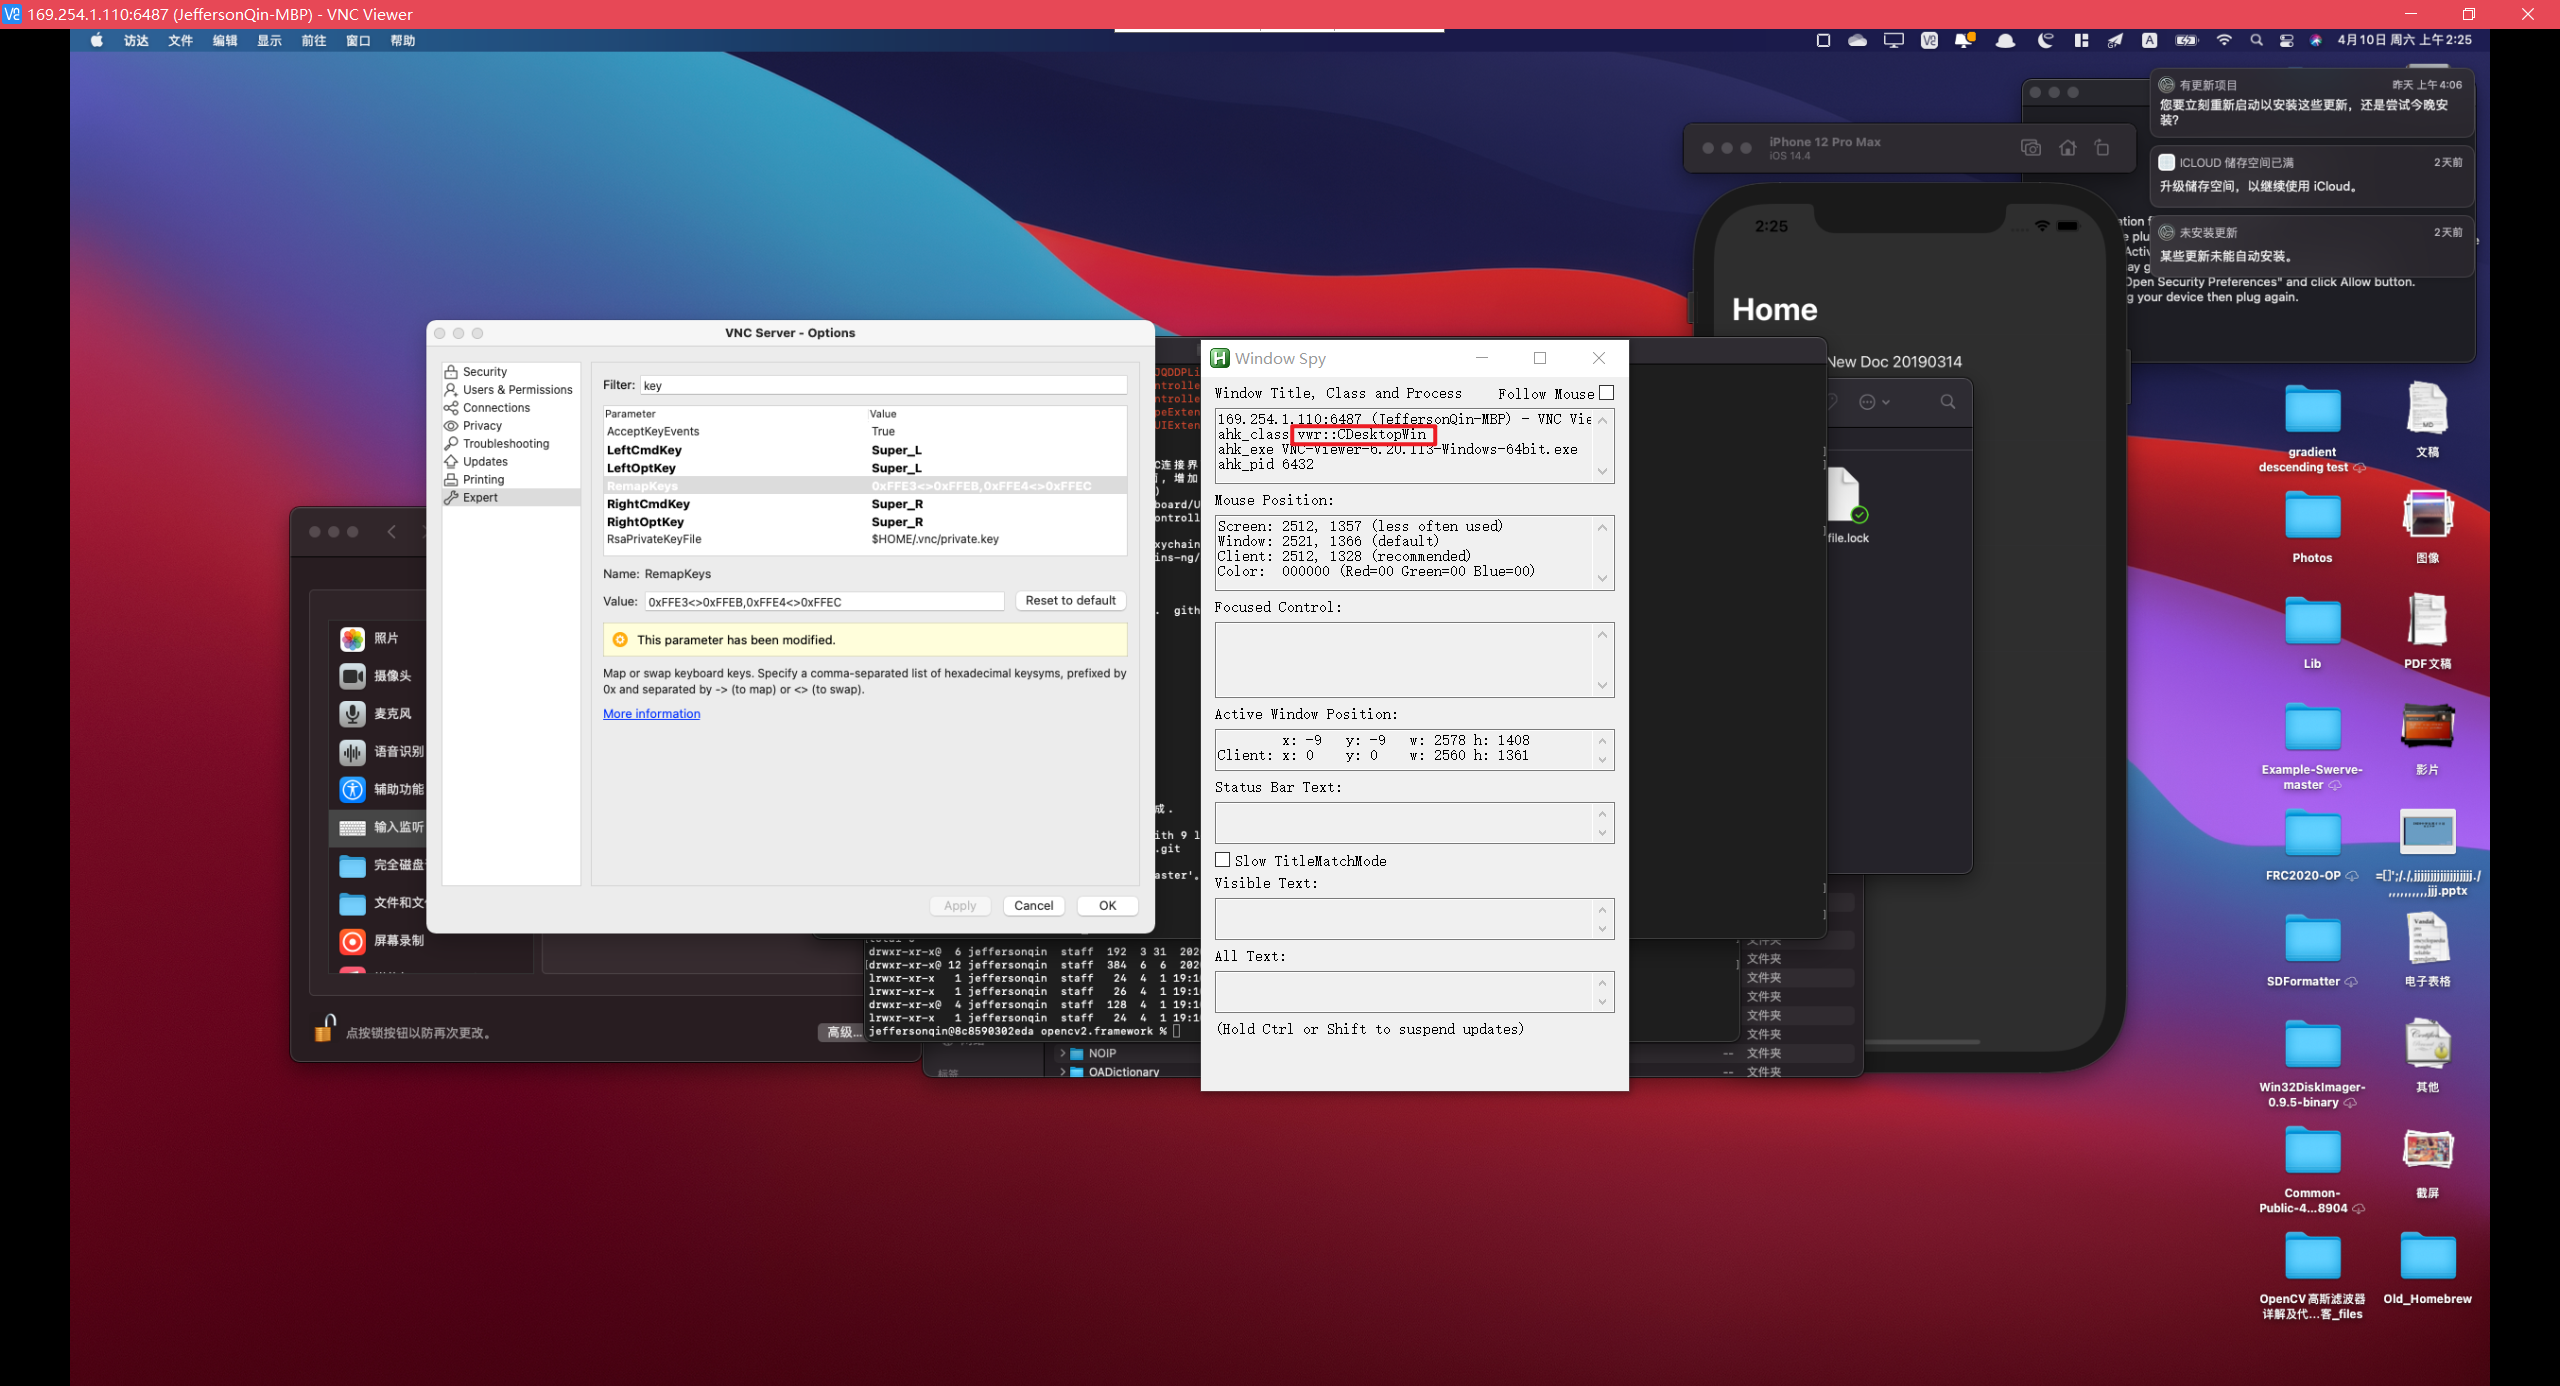 169.254.1.110:6487 (JeffersonQin-MBP) - VNC Viewer
访达 文件 编辑 显示 前往 窗口 帮助
4月10日 周六 上午2:25
有更新项目 昨天 上午4:06
您要立刻重新启动以安装这些更新，还是尝试今晚安
装？
ICLOUD 储存空间已满 2天前
升级储存空间，以继续使用 iCloud。
未安装更新 2天前
某些更新未能自动安装。
Open Security Preferences" and click Allow button.
g your device then plug again.
iPhone 12 Pro Max
iOS 14.4
2:25
Home
New Doc 20190314
file.lock
VNC Server - Options
Security
Users & Permissions
Connections
Privacy
Troubleshooting
Updates
Printing
Expert
Filter: key
Parameter Value
AcceptKeyEvents True
LeftCmdKey Super_L
LeftOptKey Super_L
RemapKeys 0xFFE3<>0xFFEB,0xFFE4<>0xFFEC
RightCmdKey Super_R
RightOptKey Super_R
RsaPrivateKeyFile $HOME/.vnc/private.key
Name: RemapKeys
Value: 0xFFE3<>0xFFEB,0xFFE4<>0xFFEC
Reset to default
This parameter has been modified.
Map or swap keyboard keys. Specify a comma-separated list of hexadecimal keysyms, prefixed by
0x and separated by -> (to map) or <> (to swap).
More information
Apply Cancel OK
Window Spy
Window Title, Class and Process Follow Mouse
169.254.1.110:6487 (JeffersonQin-MBP) - VNC Vie
ahk_class vwr::CDesktopWin
ahk_exe VNC-Viewer-6.20.113-Windows-64bit.exe
ahk_pid 6432
Mouse Position:
Screen: 2512, 1357 (less often used)
Window: 2521, 1366 (default)
Client: 2512, 1328 (recommended)
Color: 000000 (Red=00 Green=00 Blue=00)
Focused Control:
Active Window Position:
x: -9 y: -9 w: 2578 h: 1408
Client: x: 0 y: 0 w: 2560 h: 1361
Status Bar Text:
Slow TitleMatchMode
Visible Text:
All Text:
(Hold Ctrl or Shift to suspend updates)
照片
摄像头
麦克风
语音识别
辅助功能
输入监听
完全磁盘
文件和文
屏幕录制
点按锁按钮以防再次更改。
高级...
drwxr-xr-x@ 6 jeffersonqin staff 192 3 31 202
drwxr-xr-x@ 12 jeffersonqin staff 384 6 6 202
lrwxr-xr-x 1 jeffersonqin staff 24 4 1 19:1
lrwxr-xr-x 1 jeffersonqin staff 26 4 1 19:1
drwxr-xr-x@ 4 jeffersonqin staff 128 4 1 19:1
lrwxr-xr-x 1 jeffersonqin staff 24 4 1 19:1
jeffersonqin@8c8590302eda opencv2.framework %
NOIP
OADictionary
文件夹
文件夹
文件夹
文件夹
文件夹
文件夹
-- 文件夹
-- 文件夹
gradient
descending test
文稿
Photos
图像
Lib
PDF文稿
Example-Swerve-
master
影片
FRC2020-OP
=[]';/./,jjjjjjjjjjjjjjjjjj./
,,,,,,,,,,jjj.pptx
SDFormatter
电子表格
Win32DiskImager-
0.9.5-binary
其他
Common-
Public-4...8904
截屏
OpenCV高斯滤波器
详解及代...客_files
Old_Homebrew